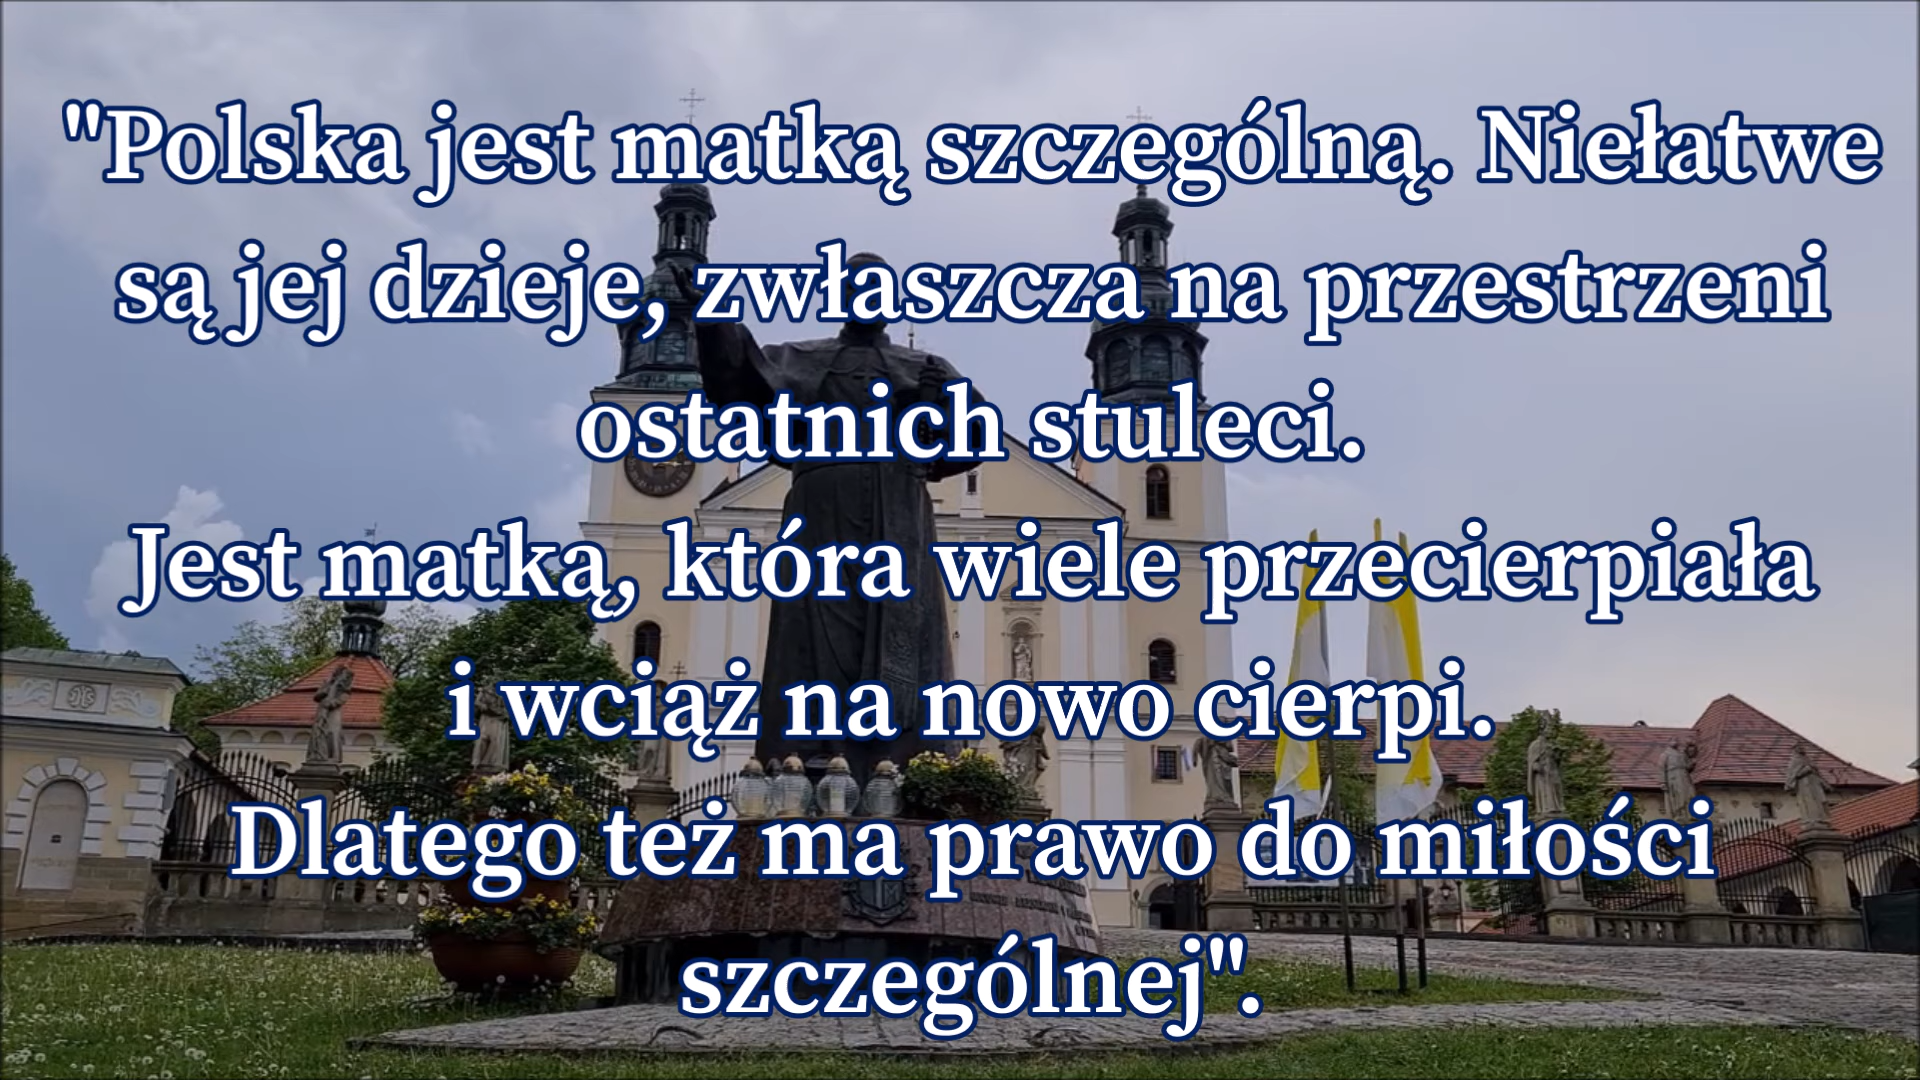 "Polska jest matką szczególną. Niełatwe
są jej dzieje, zwłaszcza na przestrzeni
ostatnich stuleci.
Jest matką, która wiele przecierpiała
i wciąż na nowo cierpi.
Dlatego też ma prawo do miłości
szczególnej".